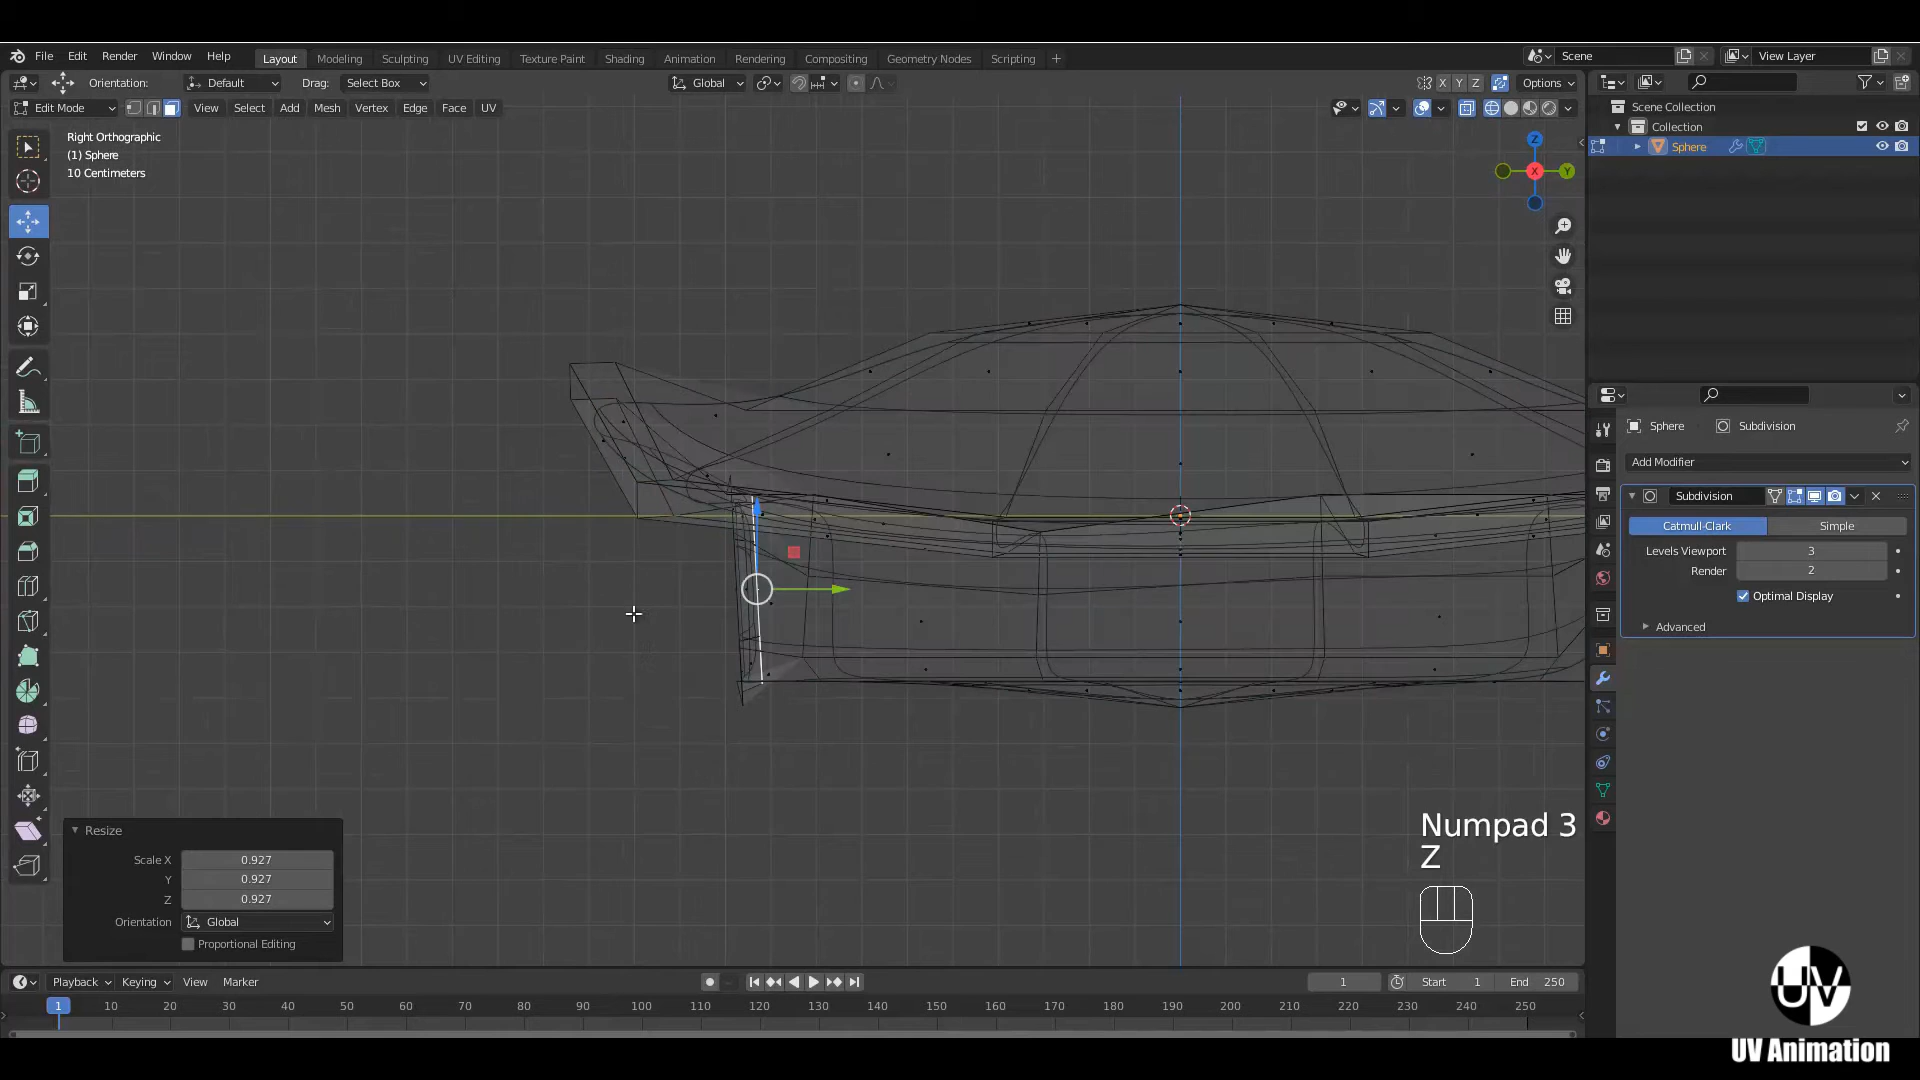 File Edit Render Window Help Layout Modeling Sculpting UV Editing Texture Paint Shading Animation Rendering Compositing Geometry Nodes Scripting + Scene View Layer
Orientation: Default Drag: Select Box Global X Y Z Options
Edit Mode View Select Add Mesh Vertex Edge Face UV
Right Orthographic
(1) Sphere
10 Centimeters
Z
X
Y
Scene Collection
Collection
Sphere
Sphere Subdivision
Add Modifier
Subdivision
Catmull-Clark Simple
Levels Viewport 3
Render 2
Optimal Display
Advanced
Numpad 3
Z
Resize
Scale X 0.927
Y 0.927
Z 0.927
Orientation Global
Proportional Editing
Playback Keying View Marker 1 Start 1 End 250
1 10 20 30 40 50 60 70 80 90 100 110 120 130 140 150 160 170 180 190 200 210 220 230 240 250
UV
UV Animation